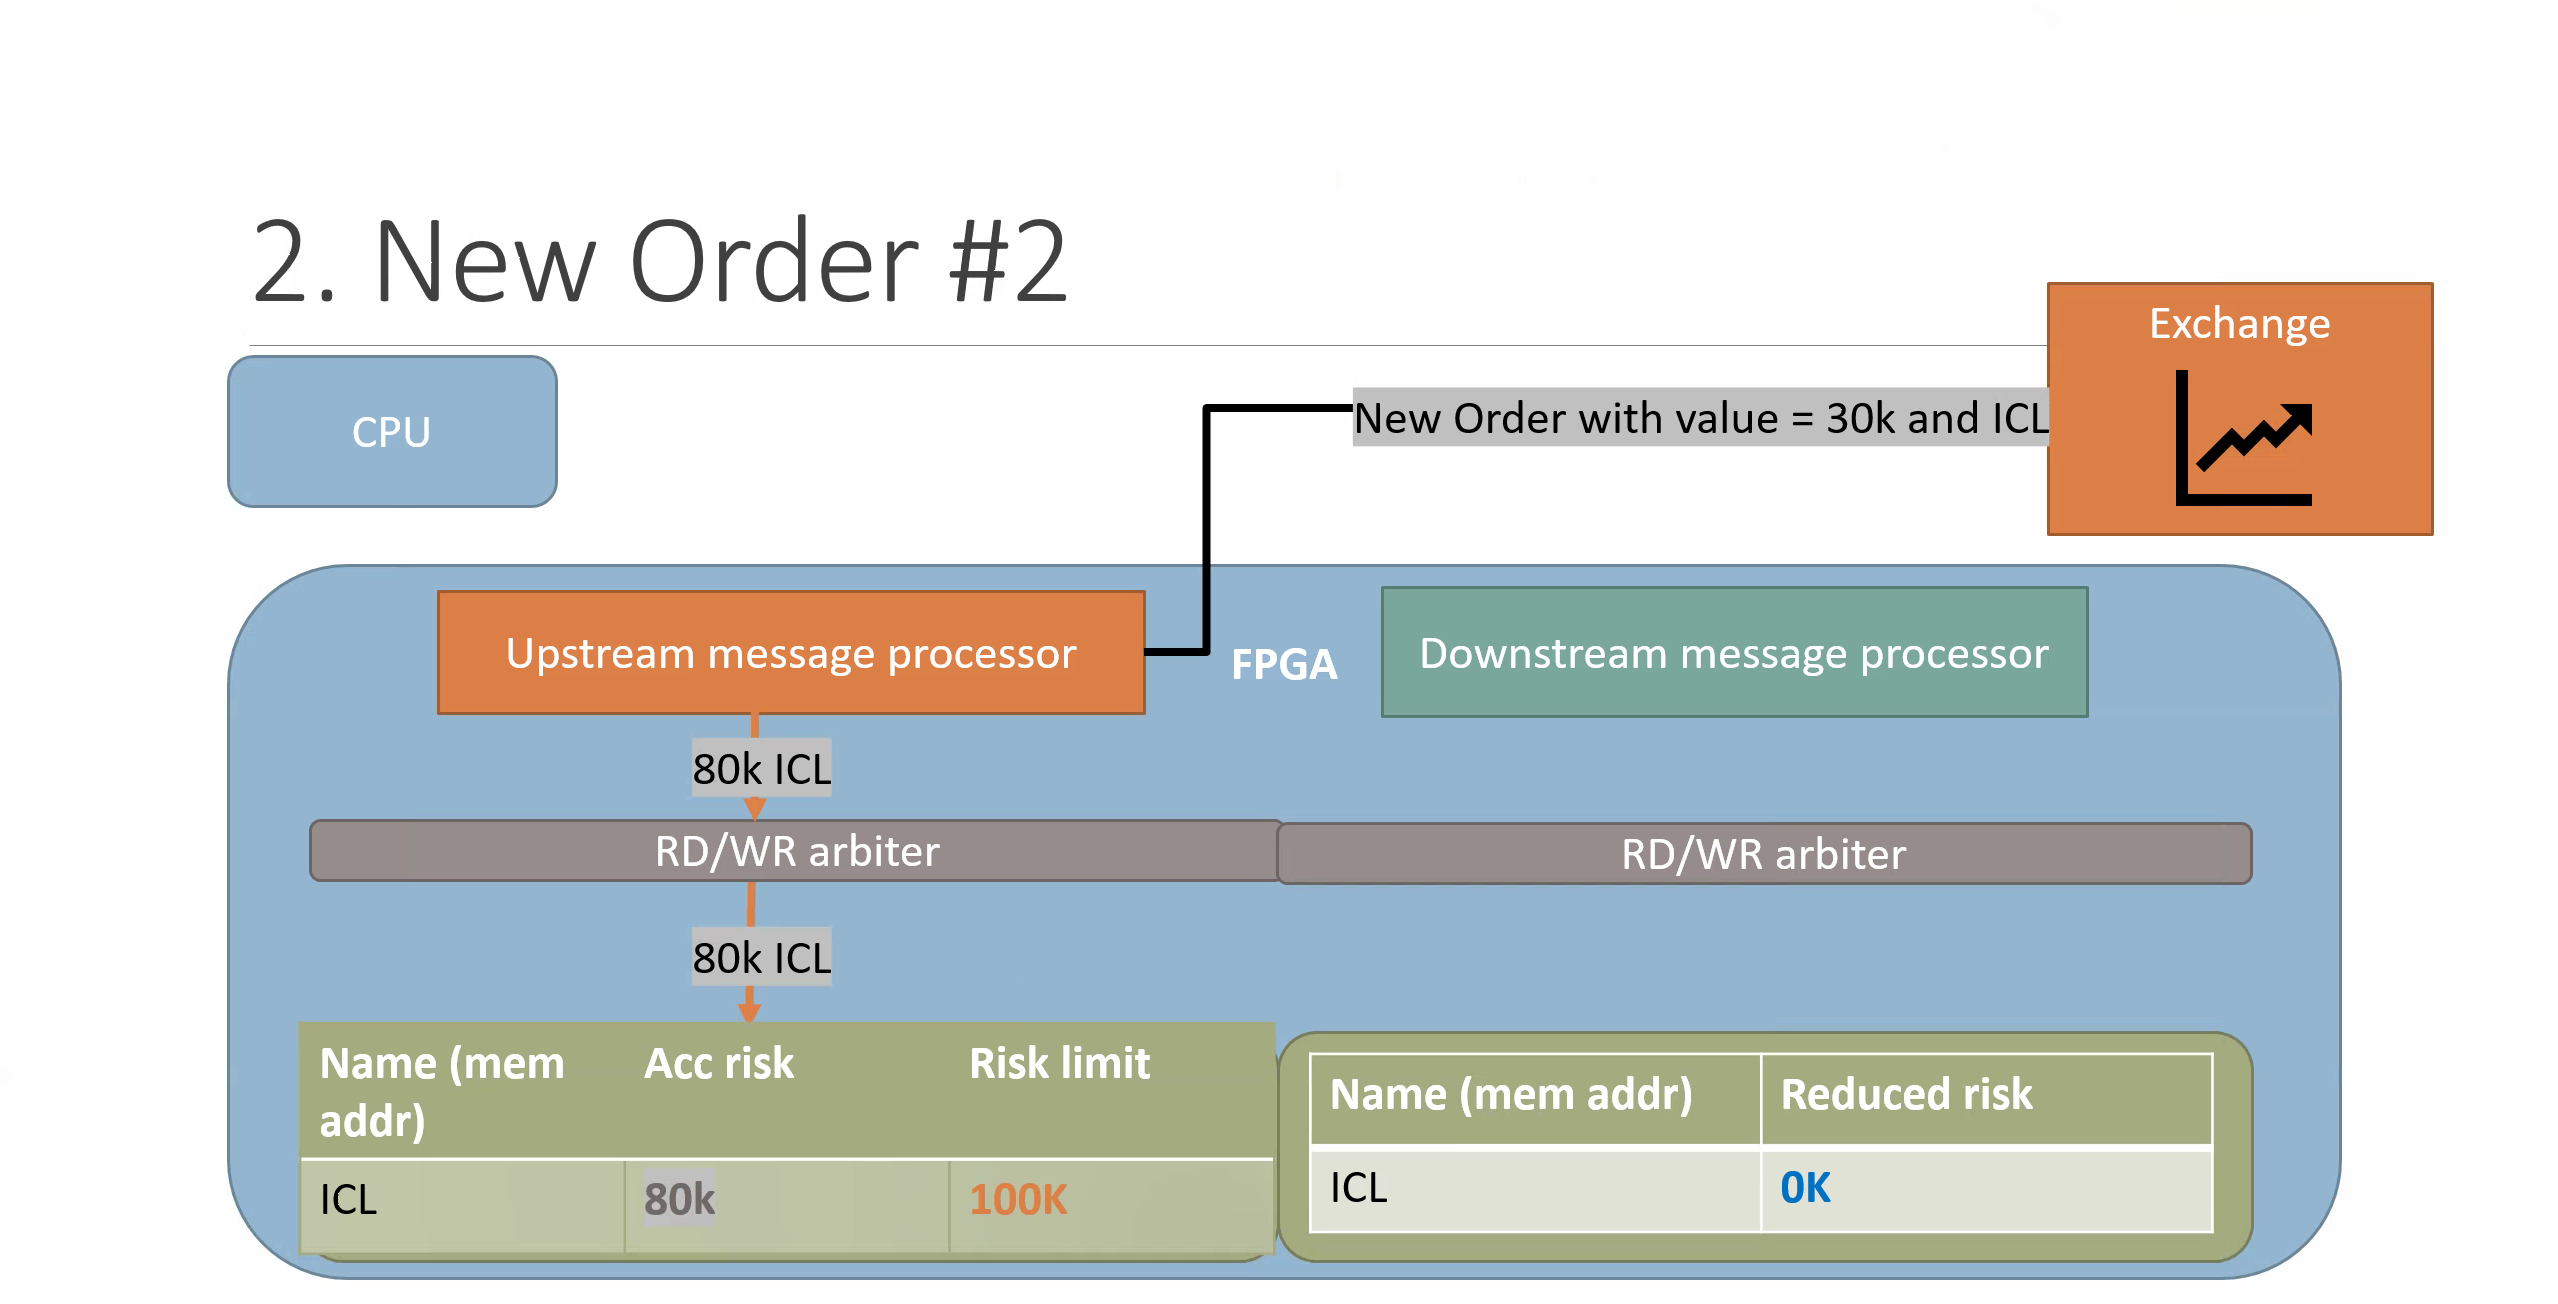 2. New Order #2
Exchange
CPU
New Order with value = 30k and ICL
Upstream message processor
FPGA
Downstream message processor
80k ICL
RD/WR arbiter
RD/WR arbiter
80k ICL
Name (mem
addr)
Acc risk
Risk limit
ICL
80k
100K
Name (mem addr)
Reduced risk
ICL
0K